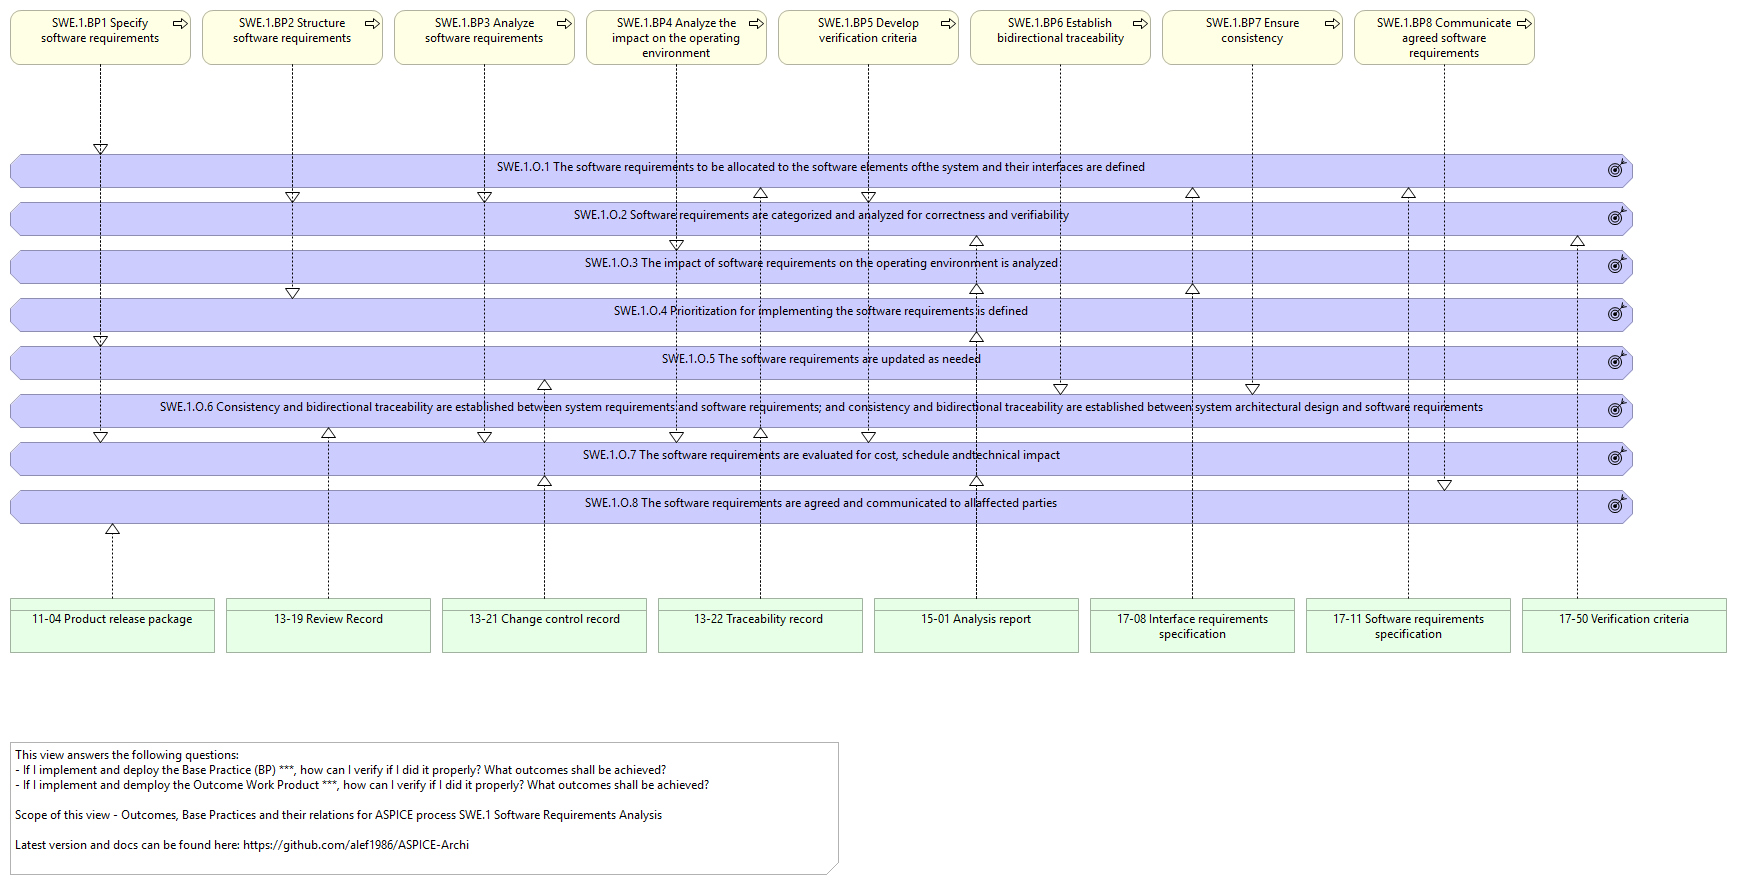 SWE.1.BP1 Specify
software requirements
SWE.1.BP2 Structure
software requirements
SWE.1.BP3 Analyze
software requirements
SWE.1.BP4 Analyze the
impact on the operating
environment
SWE.1.BP5 Develop
verification criteria
SWE.1.BP6 Establish
bidirectional traceability
SWE.1.BP7 Ensure
consistency
SWE.1.BP8 Communicate
agreed software
requirements
SWE.1.O.1 The software requirements to be allocated to the software elements ofthe system and their interfaces are defined
SWE.1.O.2 Software requirements are categorized and analyzed for correctness and verifiability
SWE.1.O.3 The impact of software requirements on the operating environment is analyzed
SWE.1.O.4 Prioritization for implementing the software requirements is defined
SWE.1.O.5 The software requirements are updated as needed
SWE.1.O.6 Consistency and bidirectional traceability are established between system requirements and software requirements; and consistency and bidirectional traceability are established between system architectural design and software requirements
SWE.1.O.7 The software requirements are evaluated for cost, schedule andtechnical impact
SWE.1.O.8 The software requirements are agreed and communicated to allaffected parties
11-04 Product release package
13-19 Review Record
13-21 Change control record
13-22 Traceability record
15-01 Analysis report
17-08 Interface requirements
specification
17-11 Software requirements
specification
17-50 Verification criteria
This view answers the following questions:
- If I implement and deploy the Base Practice (BP) ***, how can I verify if I did it properly? What outcomes shall be achieved?
- If I implement and demploy the Outcome Work Product ***, how can I verify if I did it properly? What outcomes shall be achieved?
Scope of this view - Outcomes, Base Practices and their relations for ASPICE process SWE.1 Software Requirements Analysis
Latest version and docs can be found here: https://github.com/alef1986/ASPICE-Archi